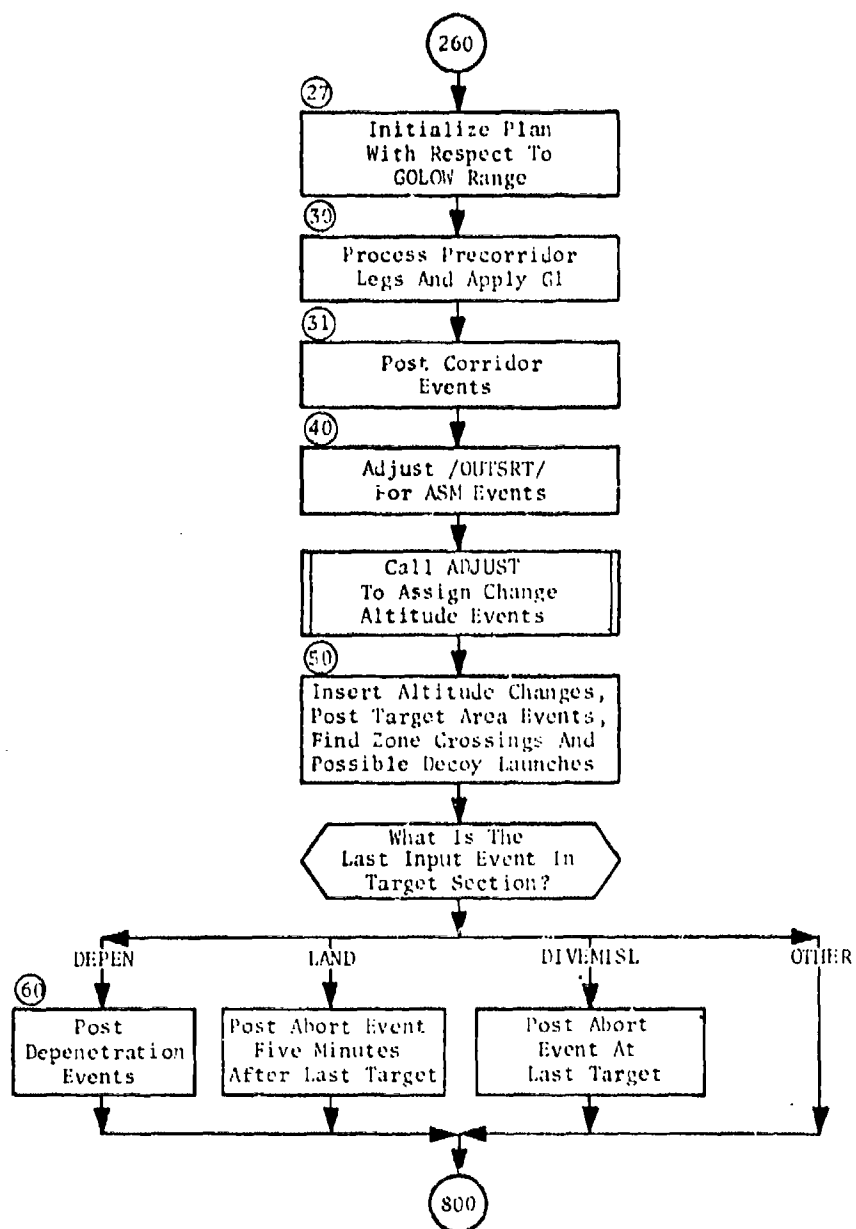 260
27
Initialize Plan
With Respect To
GOLOW Range
30
Process Precorridor
Legs And Apply G1
31
Post Corridor
Events
40
Adjust /OUTSRT/
For ASM Events
Call ADJUST
To Assign Change
Altitude Events
50
Insert Altitude Changes,
Post Target Area Events,
Find Zone Crossings And
Possible Decoy Launches
What Is The
Last Input Event In
Target Section?
DEPEN
LAND
DIVEMISL
OTHER
60
Post
Depenetration
Events
Post Abort Event
Five Minutes
After Last Target
Post Abort
Event At
Last Target
800